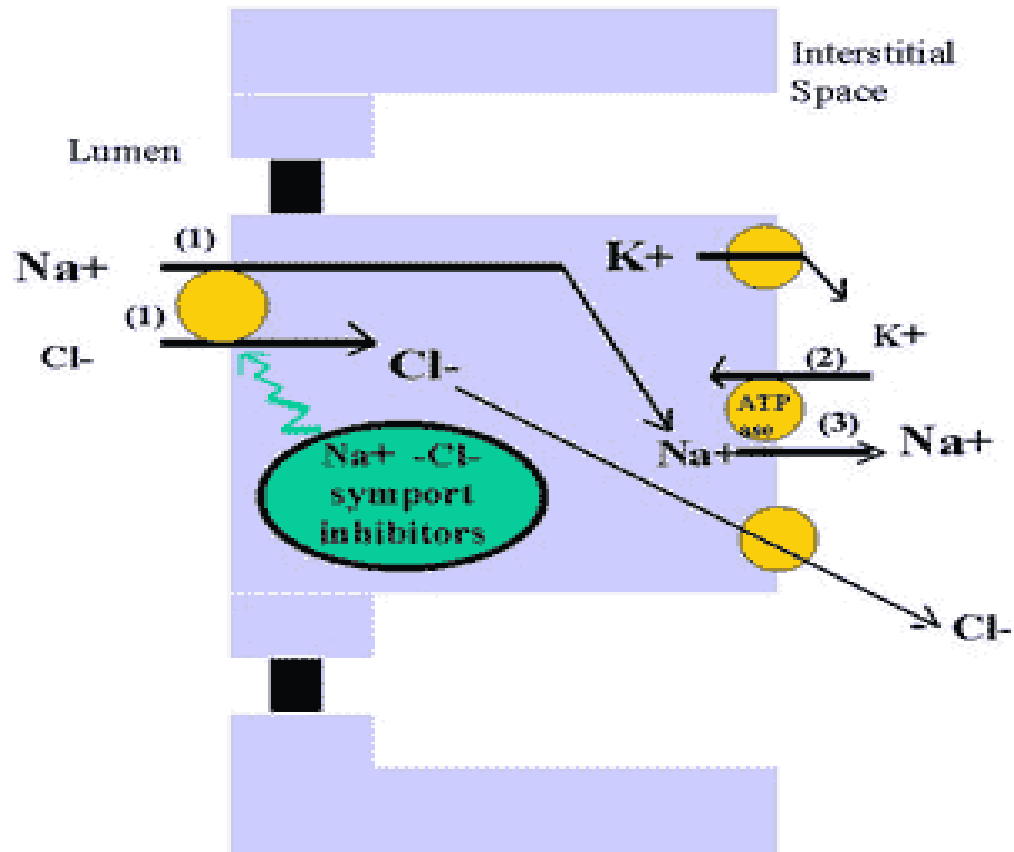 Interstitial
Space
Lumen
(1)
Na+
K+
(1)
Cl-
Cl-
K+
(2)
ATP
ase
(3)
Na+
Na+
Na+ -Cl-
symport
inhibitors
Cl-